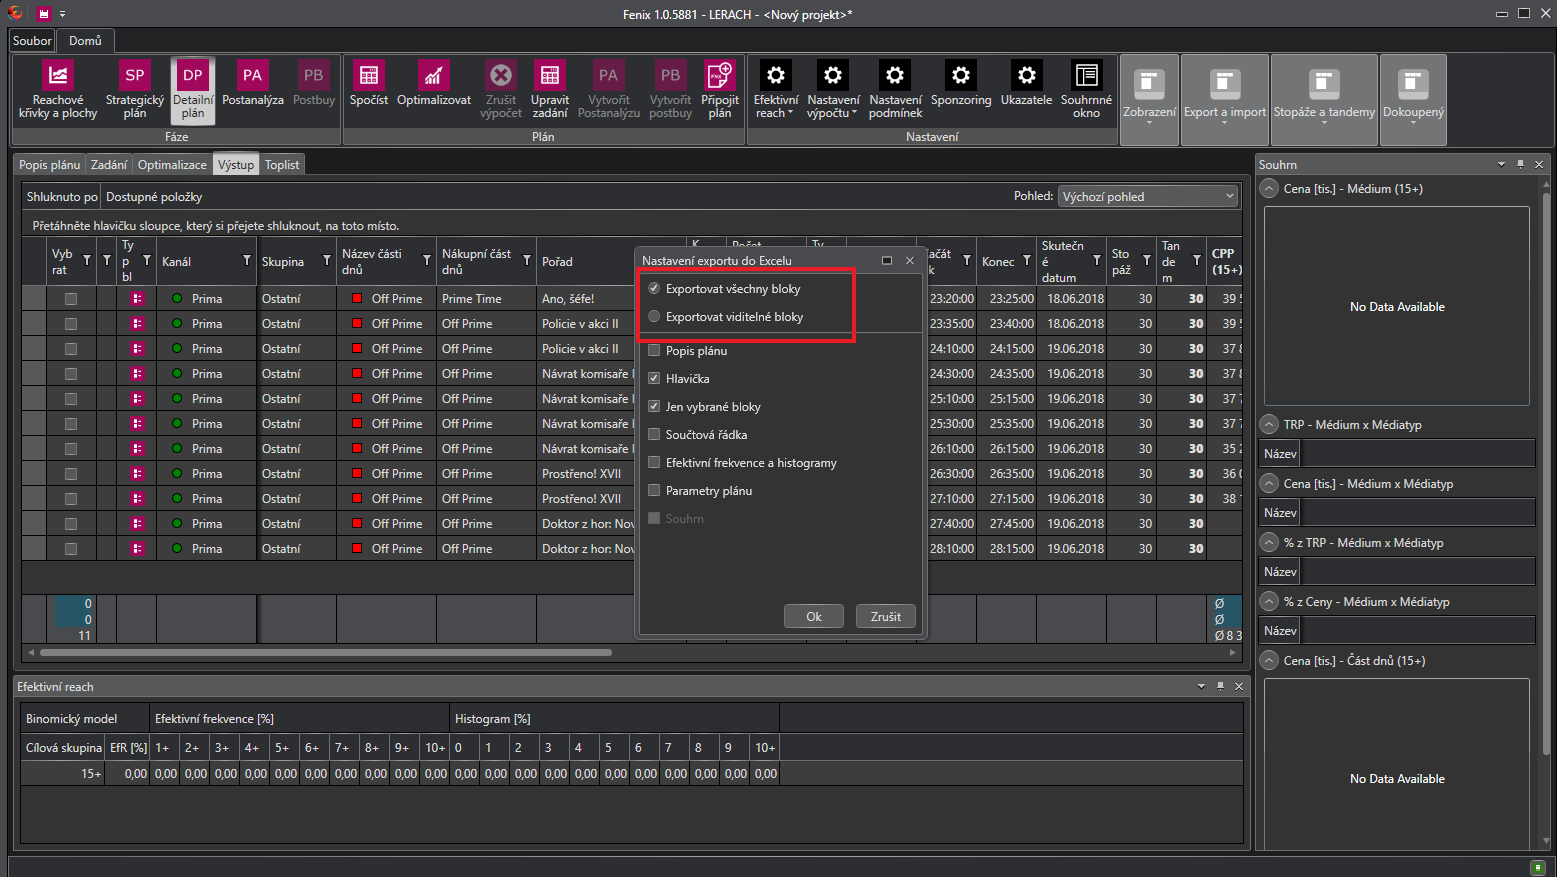 Fenix 1.0.5881 - LERACH - <Nový projekt>*
Soubor
Domů
Reachové křivky a plochy
SP Strategický plán
DP Detailní plán
PA Postanalýza
PB Postbuy
Fáze
Spočíst
Optimalizovat
Zrušit výpočet
Upravit zadání
PA Vytvořit Postanalýzu
PB Vytvořit postbuy
Připojit plán
Plán
Efektivní reach
Nastavení výpočtu
Nastavení podmínek
Sponzoring
Ukazatele
Souhrnné okno
Nastavení
Zobrazení
Export a import
Stopáže a tandemy
Dokoupený
Popis plánu Zadání Optimalizace Výstup Toplist
Shluknuto po Dostupné položky
Pohled: Výchozí pohled
Přetáhněte hlavičku sloupce, který si přejete shluknout, na toto místo.
Vyb rat Ty p bl Kanál Skupina Název části dnů Nákupní část dnů Pořad Konec Skutečn é datum Sto páž Tan de m CPP (15+)
Prima Ostatní Off Prime Prime Time Ano, šéfe! 23:20:00 23:25:00 18.06.2018 30 30 39
Prima Ostatní Off Prime Off Prime Policie v akci II 23:35:00 23:40:00 18.06.2018 30 30 39
Prima Ostatní Off Prime Off Prime Policie v akci II 24:10:00 24:15:00 19.06.2018 30 30 37 8
Prima Ostatní Off Prime Off Prime Návrat komisaře 24:30:00 24:35:00 19.06.2018 30 30 38
Prima Ostatní Off Prime Off Prime Návrat komisaře 25:10:00 25:15:00 19.06.2018 30 30 37
Prima Ostatní Off Prime Off Prime Návrat komisaře 25:30:00 25:35:00 19.06.2018 30 30 37
Prima Ostatní Off Prime Off Prime Návrat komisaře 26:10:00 26:15:00 19.06.2018 30 30 35 2
Prima Ostatní Off Prime Off Prime Prostřeno! XVII 26:30:00 26:35:00 19.06.2018 30 30 36
Prima Ostatní Off Prime Off Prime Prostřeno! XVII 27:10:00 27:15:00 19.06.2018 30 30 38
Prima Ostatní Off Prime Off Prime Doktor z hor: 27:40:00 27:45:00 19.06.2018 30 30
Prima Ostatní Off Prime Off Prime Doktor z hor: 28:10:00 28:15:00 19.06.2018 30 30
0
0
11
Ø
Ø
Ø 8 3
Nastavení exportu do Excelu
Exportovat všechny bloky
Exportovat viditelné bloky
Popis plánu
Hlavička
Jen vybrané bloky
Součtová řádka
Efektivní frekvence a histogramy
Parametry plánu
Souhrn
Ok Zrušit
Souhrn
Cena [tis.] - Médium (15+)
No Data Available
TRP - Médium x Médiatyp
Název
Cena [tis.] - Médium x Médiatyp
Název
% z TRP - Médium x Médiatyp
Název
% z Ceny - Médium x Médiatyp
Název
Cena [tis.] - Část dnů (15+)
No Data Available
Efektivní reach
Binomický model Efektivní frekvence [%] Histogram [%]
Cílová skupina EfR [%] 1+ 2+ 3+ 4+ 5+ 6+ 7+ 8+ 9+ 10+ 0 1 2 3 4 5 6 7 8 9 10+
15+ 0,00 0,00 0,00 0,00 0,00 0,00 0,00 0,00 0,00 0,00 0,00 0,00 0,00 0,00 0,00 0,00 0,00 0,00 0,00 0,00 0,00 0,00